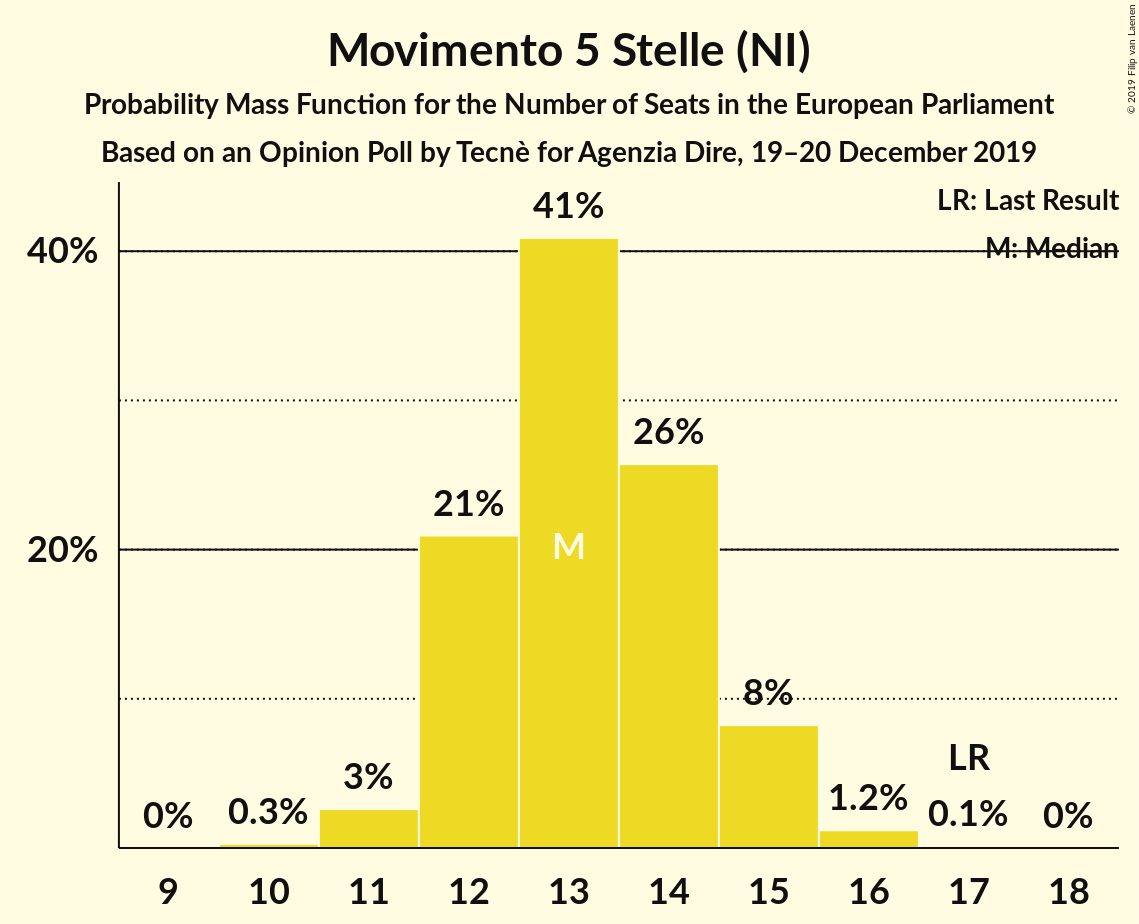 Movimento 5 Stelle (NI)
Probability Mass Function for the Number of Seats in the European Parliament
Based on an Opinion Poll by Tecnè for Agenzia Dire, 19–20 December 2019
© 2019 Filip van Laenen
LR: Last Result
M: Median
40%
20%
0%
0.3%
3%
21%
41%
M
26%
8%
1.2%
LR
0.1%
0%
9 10 11 12 13 14 15 16 17 18